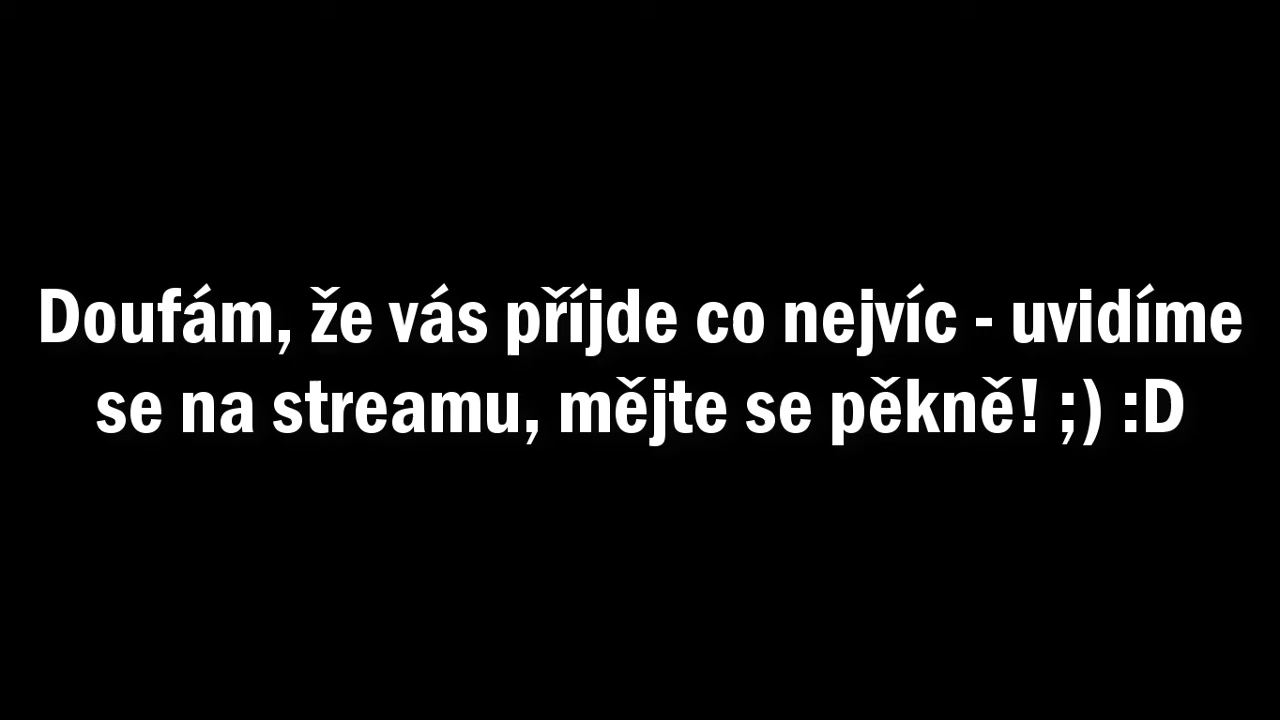 Doufám, že vás příjde co nejvíc - uvidíme
se na streamu, mějte se pěkně! ;) :D